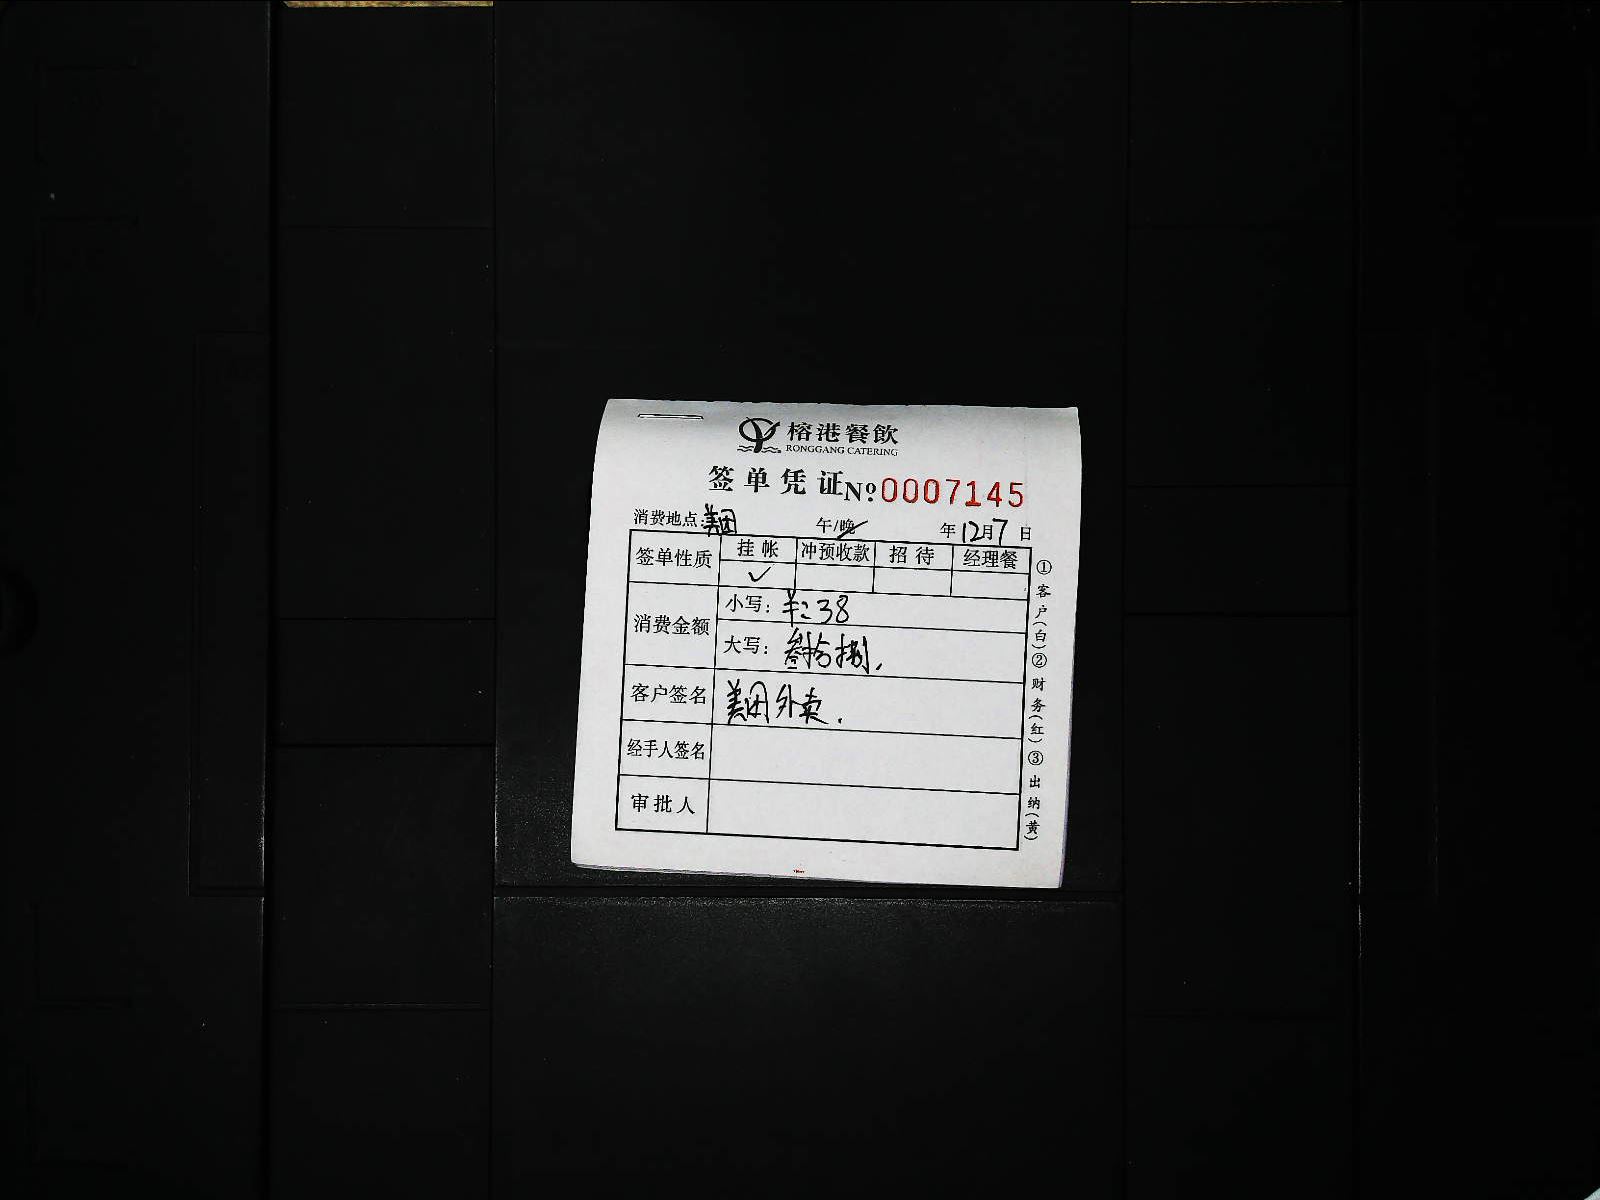 榕港餐飲
RONGGANG CATERING
签单凭证 №0007145
消费地点:美团 午/晚 年12月7日
签单性质 挂帐 冲预收款 招待 经理餐
✓
消费金额 小写:￥:38
大写:叁拾捌.
客户签名 美团外卖.
经手人签名
审批人
①客户(白)②财务(红)③出纳(黄)